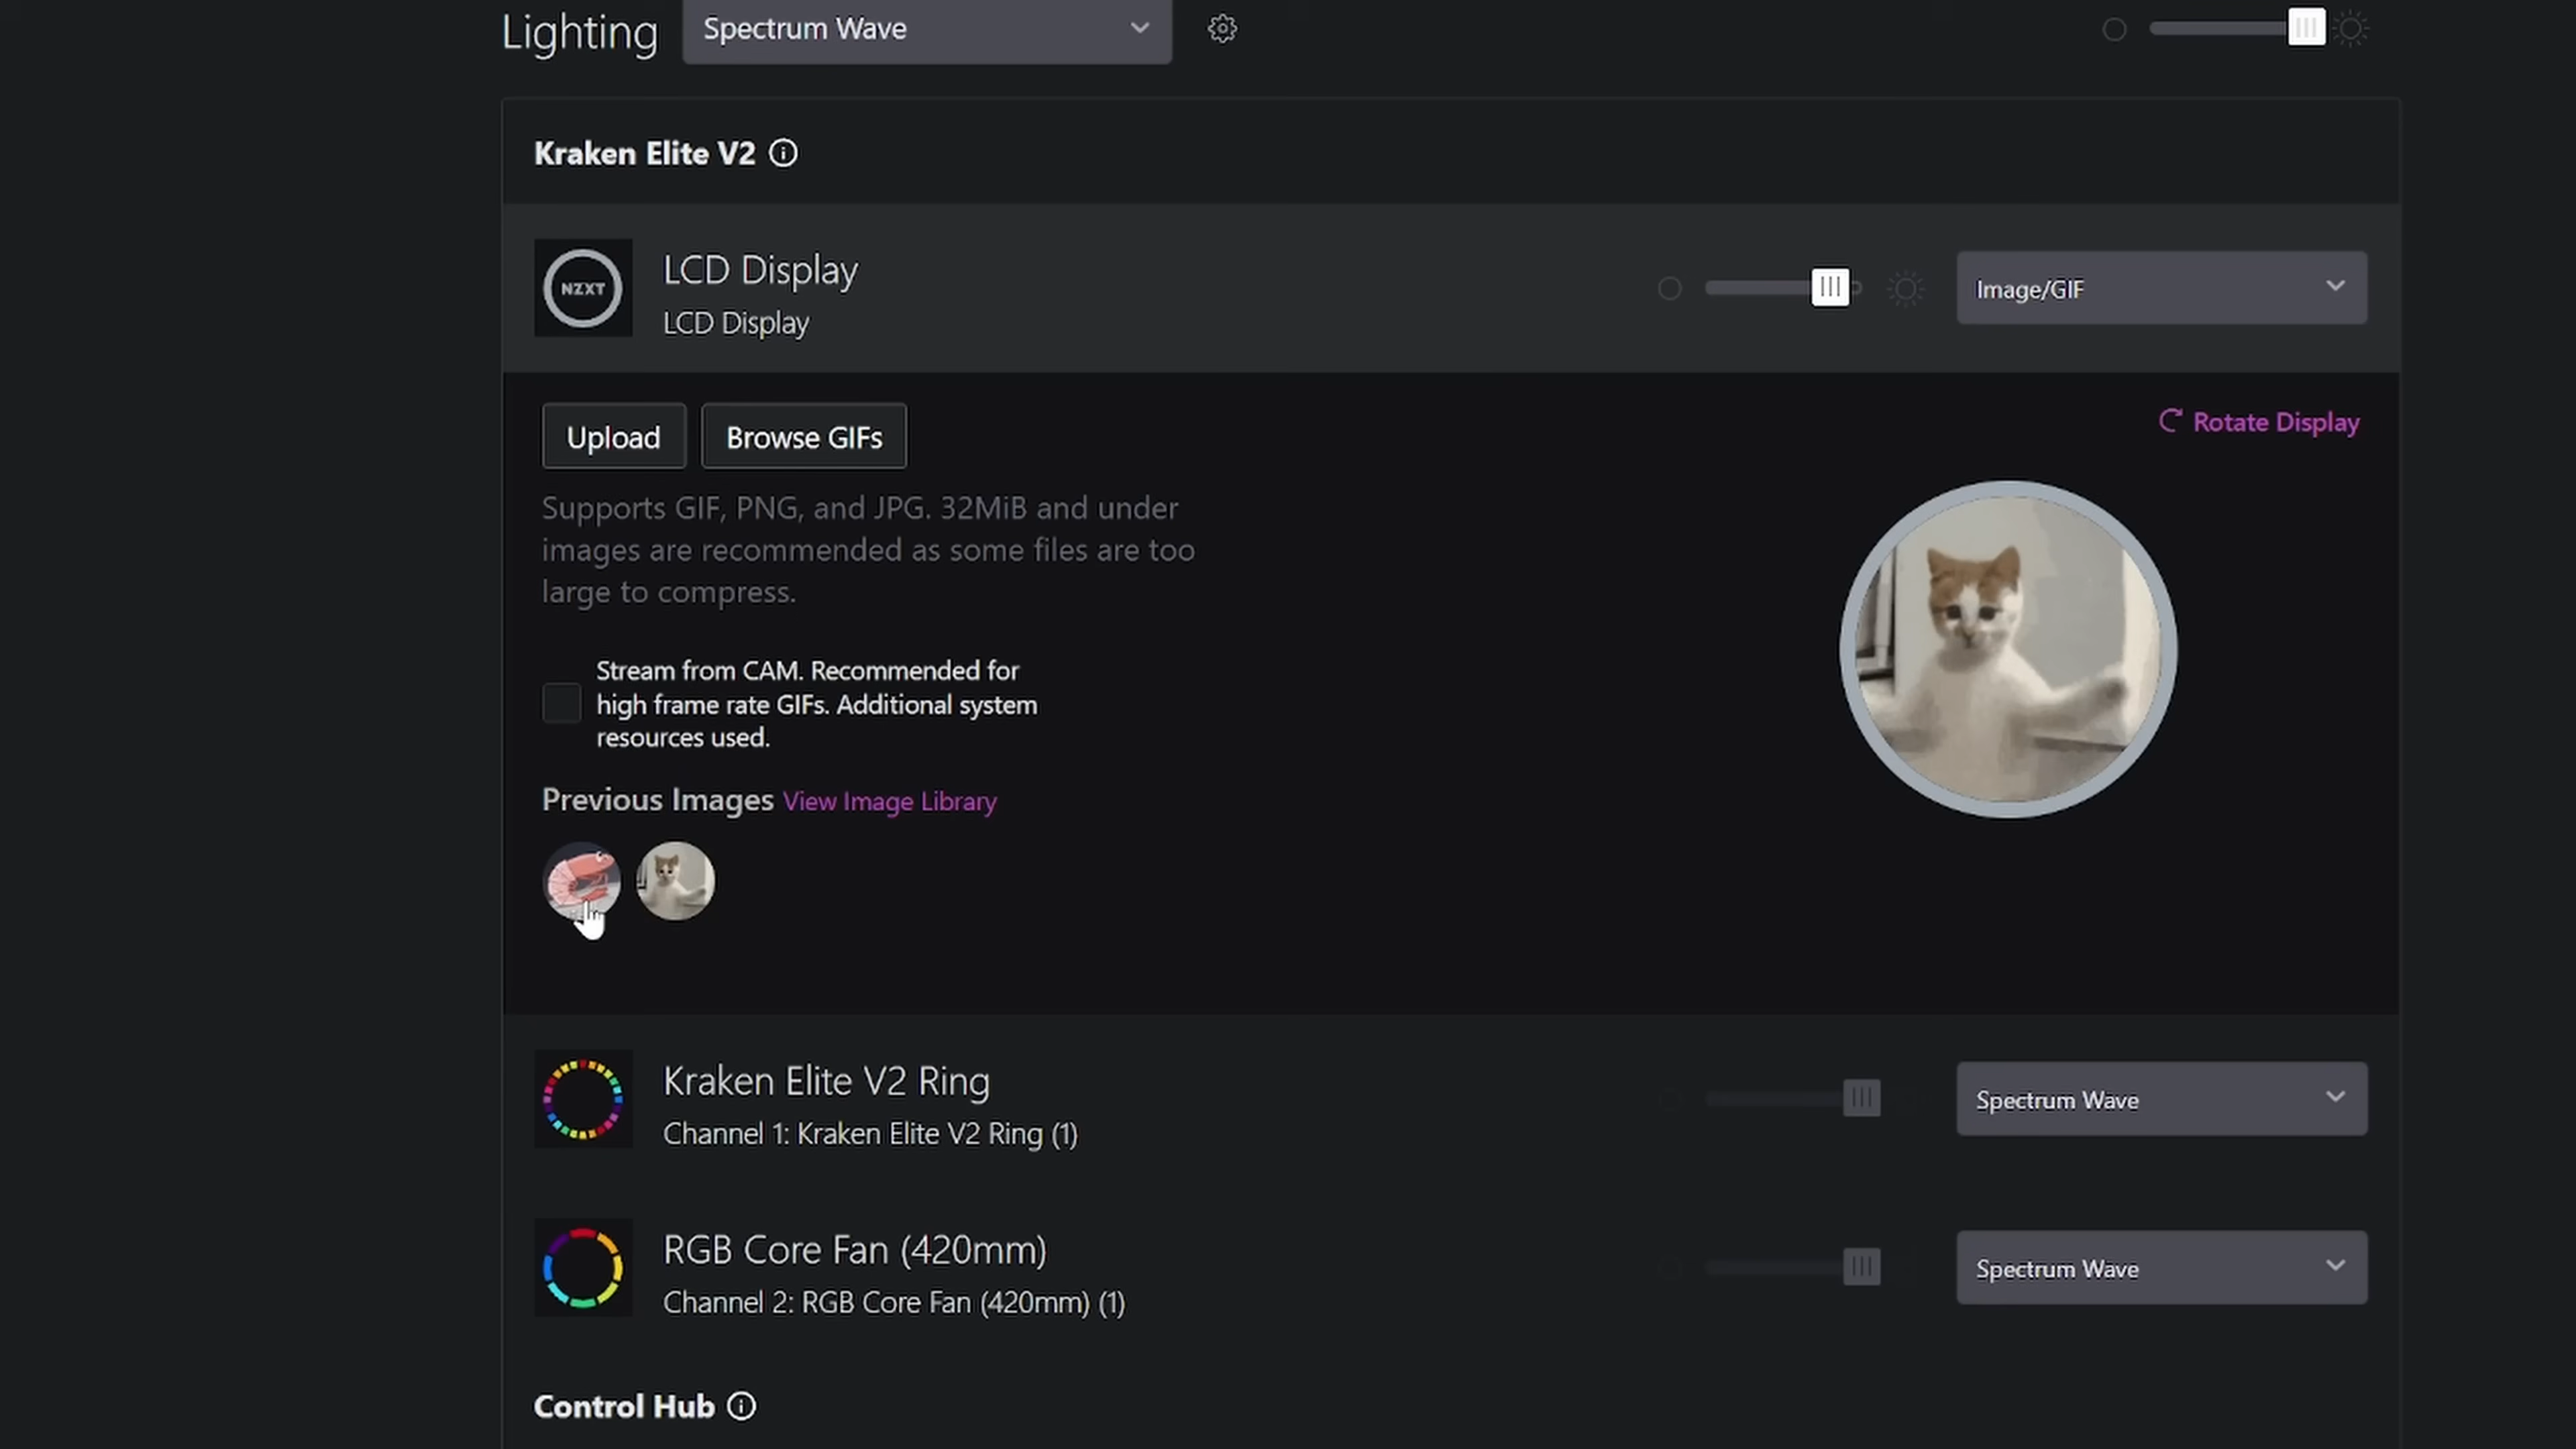 Lighting
Spectrum Wave
Kraken Elite V2
NZXT
LCD Display
LCD Display
Image/GIF
Upload
Browse GIFs
Rotate Display
Supports GIF, PNG, and JPG. 32MiB and under
images are recommended as some files are too
large to compress.
Stream from CAM. Recommended for
high frame rate GIFs. Additional system
resources used.
Previous Images View Image Library
Kraken Elite V2 Ring
Channel 1: Kraken Elite V2 Ring (1)
Spectrum Wave
RGB Core Fan (420mm)
Channel 2: RGB Core Fan (420mm) (1)
Spectrum Wave
Control Hub